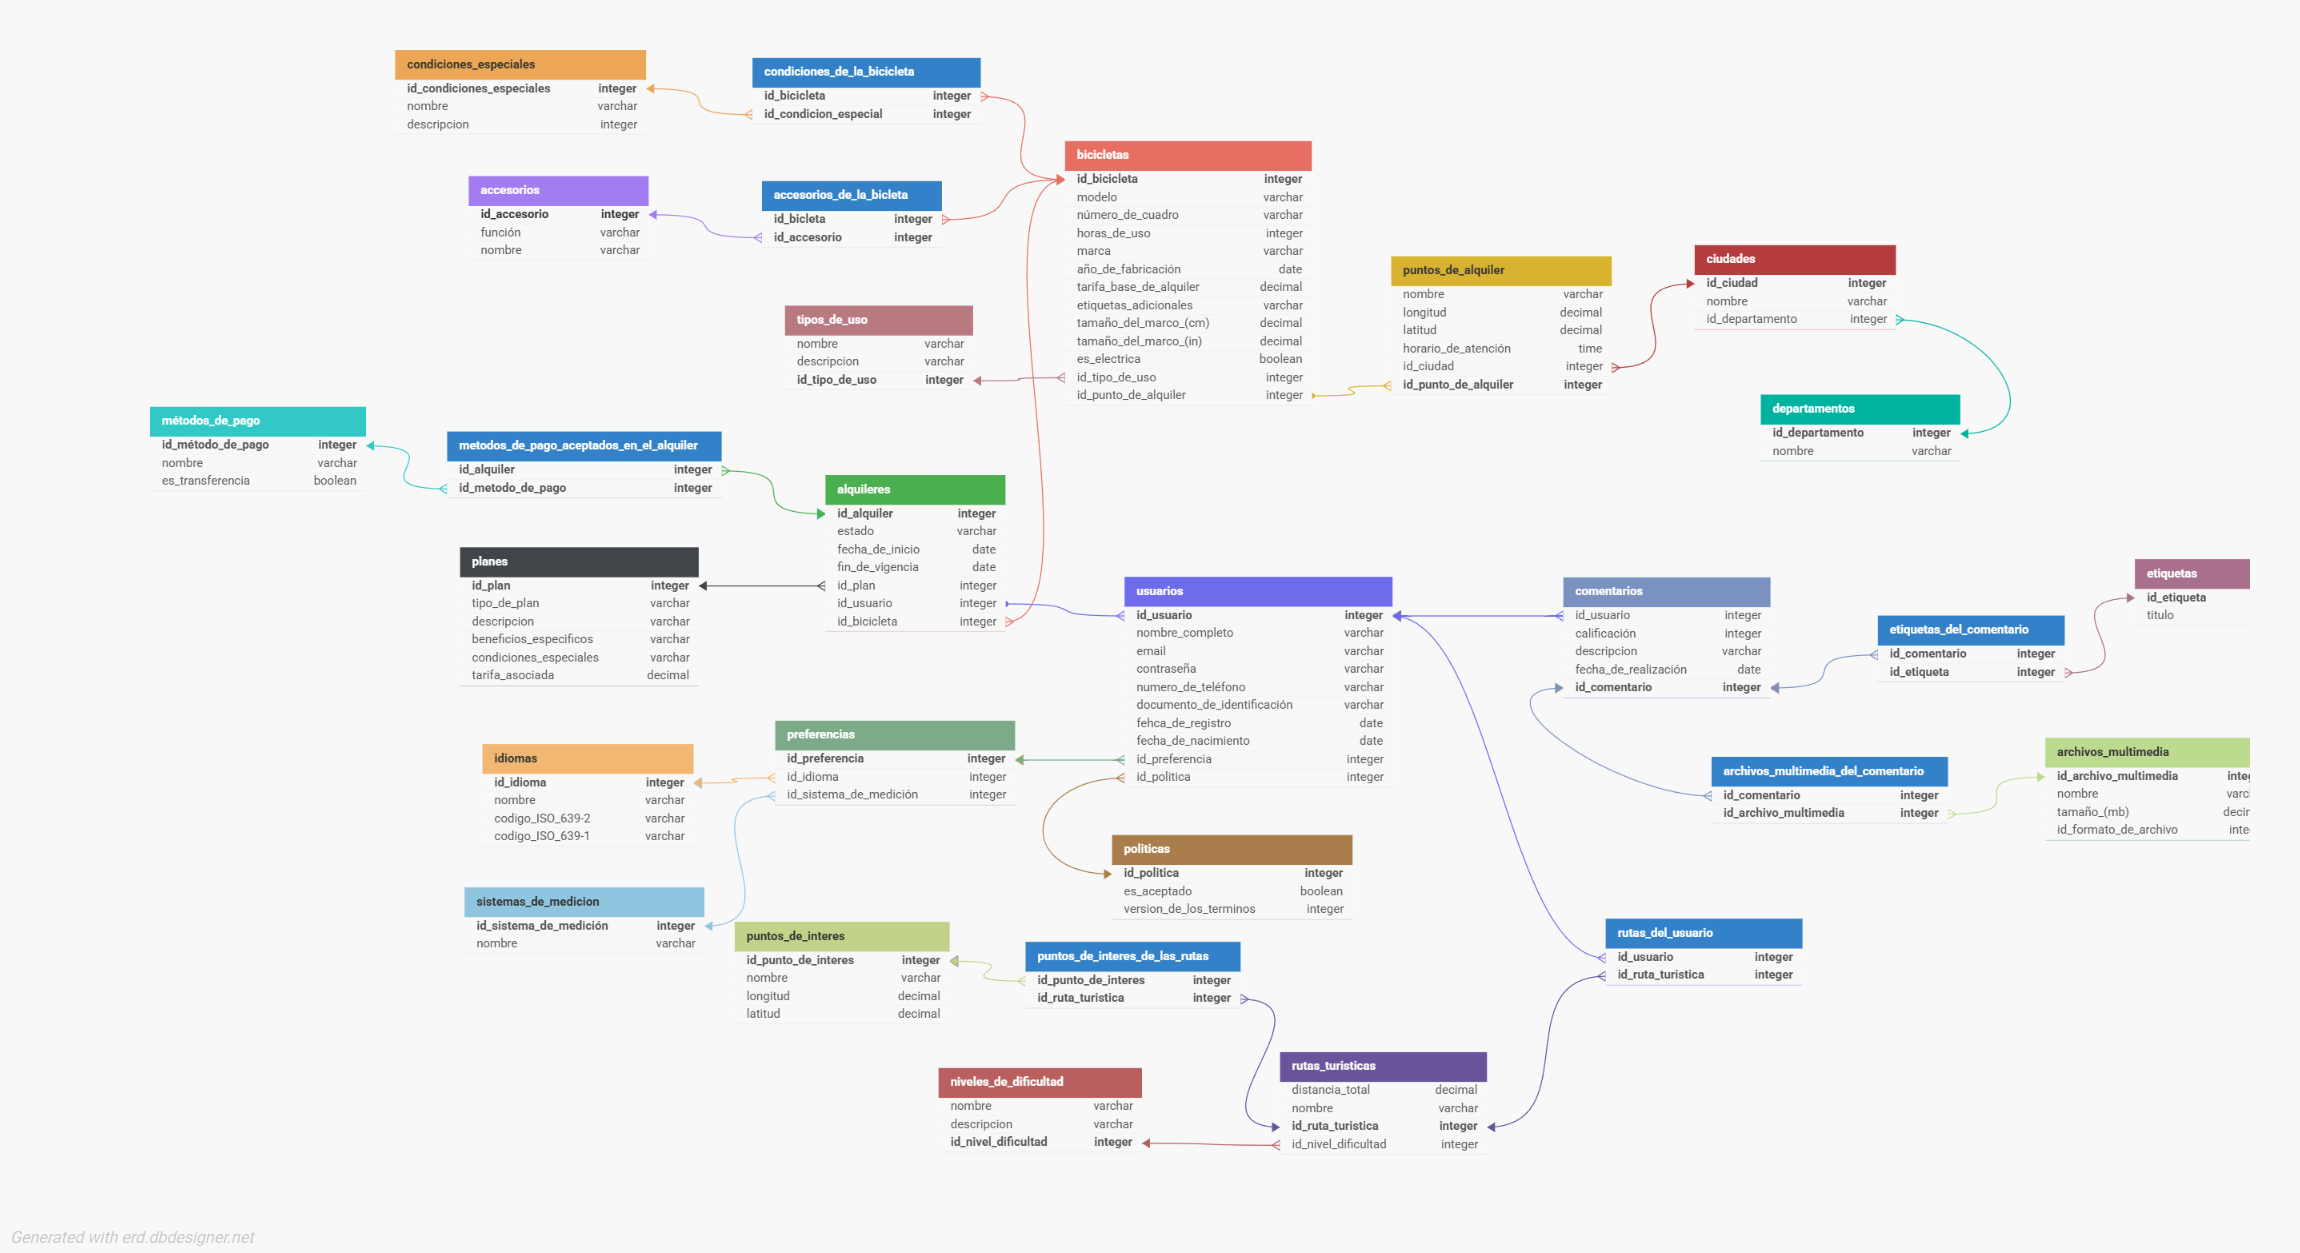 condiciones_especiales
id_condiciones_especiales integer
nombre varchar
descripcion integer
condiciones_de_la_bicicleta
id_bicicleta integer
id_condicion_especial integer
bicicletas
id_bicicleta integer
modelo varchar
número_de_cuadro varchar
horas_de_uso integer
marca varchar
año_de_fabricación date
tarifa_base_de_alquiler decimal
etiquetas_adicionales varchar
tamaño_del_marco_(cm) decimal
tamaño_del_marco_(in) decimal
es_electrica boolean
id_tipo_de_uso integer
id_punto_de_alquiler integer
accesorios
id_accesorio integer
función varchar
nombre varchar
accesorios_de_la_bicleta
id_bicleta integer
id_accesorio integer
puntos_de_alquiler
nombre varchar
longitud decimal
latitud decimal
horario_de_atención time
id_ciudad integer
id_punto_de_alquiler integer
ciudades
id_ciudad integer
nombre varchar
id_departamento integer
tipos_de_uso
nombre varchar
descripcion varchar
id_tipo_de_uso integer
departamentos
id_departamento integer
nombre varchar
métodos_de_pago
id_método_de_pago integer
nombre varchar
es_transferencia boolean
metodos_de_pago_aceptados_en_el_alquiler
id_alquiler integer
id_metodo_de_pago integer
alquileres
id_alquiler integer
estado varchar
fecha_de_inicio date
fin_de_vigencia date
id_plan integer
id_usuario integer
id_bicicleta integer
planes
id_plan integer
tipo_de_plan varchar
descripcion varchar
beneficios_especificos varchar
condiciones_especiales varchar
tarifa_asociada decimal
usuarios
id_usuario integer
nombre_completo varchar
email varchar
contraseña varchar
numero_de_teléfono varchar
documento_de_identificación varchar
fehca_de_registro date
fecha_de_nacimiento date
id_preferencia integer
id_politica integer
comentarios
id_usuario integer
calificación integer
descripcion varchar
fecha_de_realización date
id_comentario integer
etiquetas
id_etiqueta
titulo
etiquetas_del_comentario
id_comentario integer
id_etiqueta integer
preferencias
id_preferencia integer
id_idioma integer
id_sistema_de_medición integer
idiomas
id_idioma integer
nombre varchar
codigo_ISO_639-2 varchar
codigo_ISO_639-1 varchar
archivos_multimedia_del_comentario
id_comentario integer
id_archivo_multimedia integer
archivos_multimedia
id_archivo_multimedia
nombre
tamaño_(mb)
id_formato_de_archivo
politicas
id_politica integer
es_aceptado boolean
version_de_los_terminos integer
sistemas_de_medicion
id_sistema_de_medición integer
nombre varchar
puntos_de_interes
id_punto_de_interes integer
nombre varchar
longitud decimal
latitud decimal
puntos_de_interes_de_las_rutas
id_punto_de_interes integer
id_ruta_turistica integer
rutas_del_usuario
id_usuario integer
id_ruta_turistica integer
rutas_turisticas
distancia_total decimal
nombre varchar
id_ruta_turistica integer
id_nivel_dificultad integer
niveles_de_dificultad
nombre varchar
descripcion varchar
id_nivel_dificultad integer
Generated with erd.dbdesigner.net